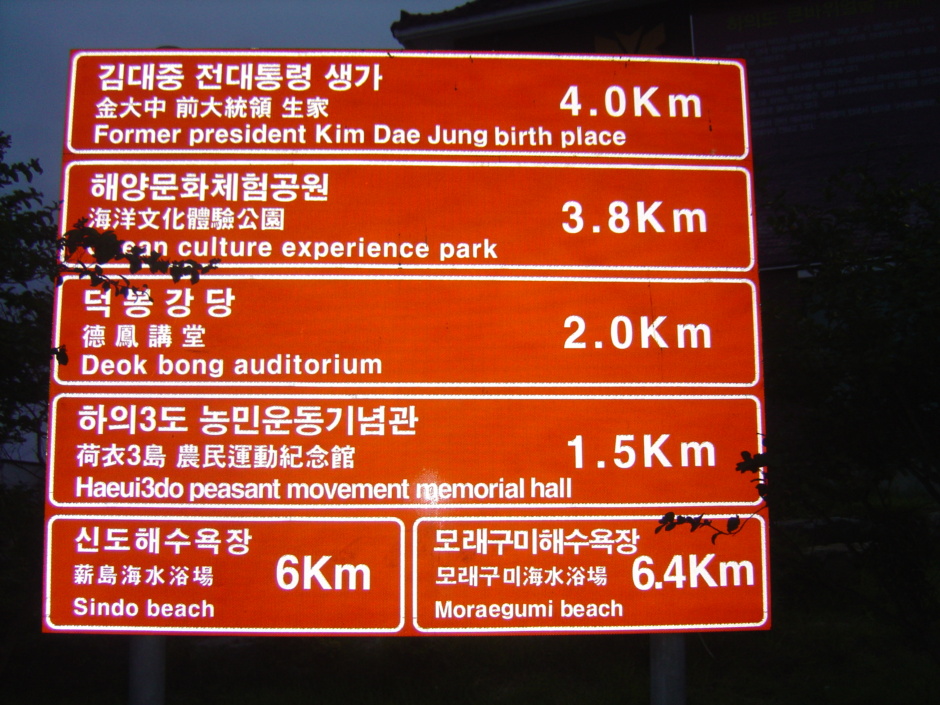 김대중 전대통령 생가
金大中 前大統領 生家
Former president Kim Dae Jung birth place
4.0Km
해양문화체험공원
海洋文化體驗公園
culture experience park
3.8Km
덕봉강당
德鳳講堂
Deok bong auditorium
2.0Km
하의3도 농민운동기념관
荷衣3島 農民運動紀念館
Haeui3do peasant movement memorial hall
1.5Km
신도해수욕장
薪島海水浴場
Sindo beach
6Km
모래구미해수욕장
모래구미海水浴場
Moraegumi beach
6.4Km